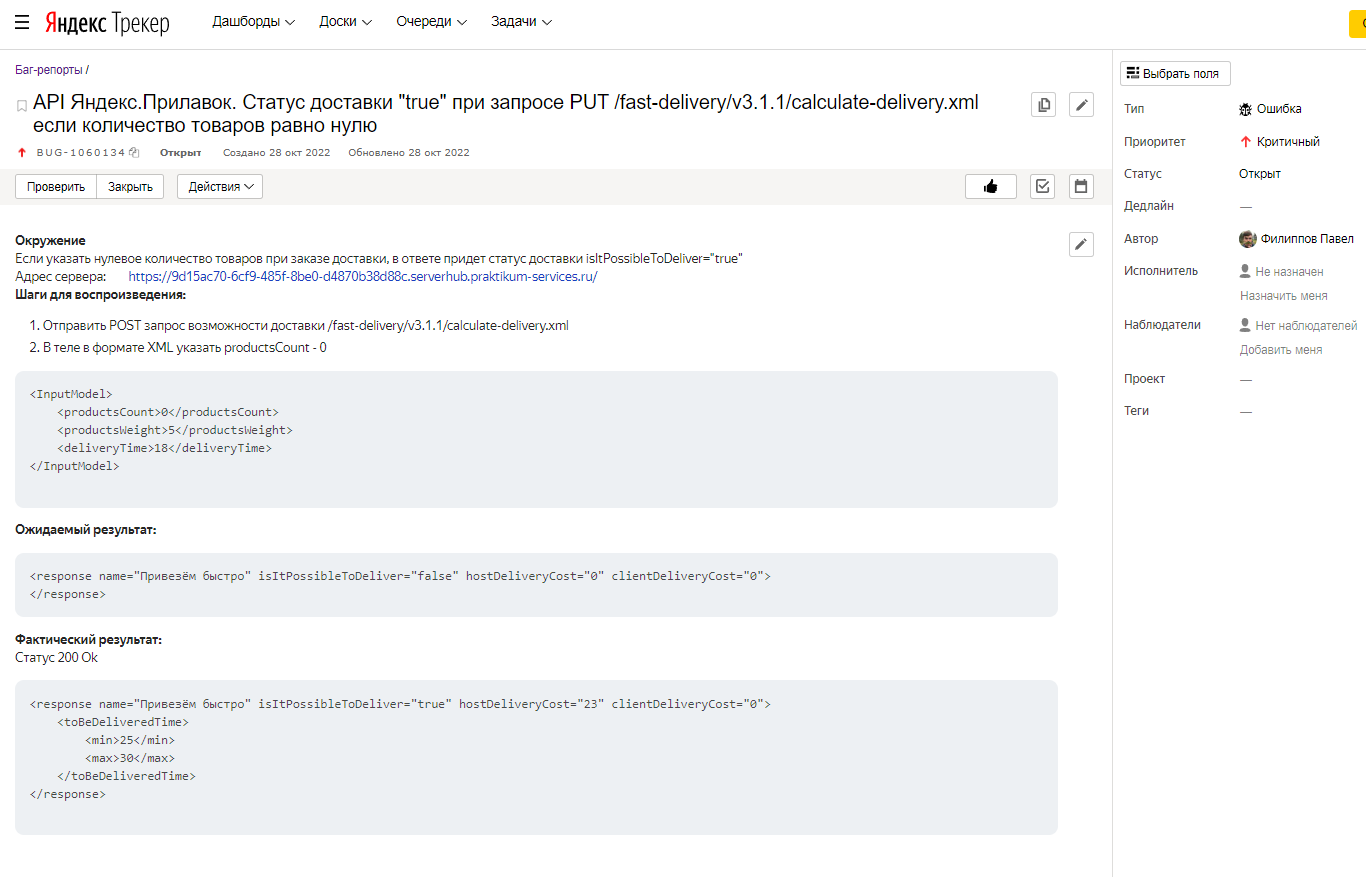 Яндекс Трекер
Дашборды
Доски
Очереди
Задачи
Баг-репорты /
API Яндекс.Прилавок. Статус доставки "true" при запросе PUT /fast-delivery/v3.1.1/calculate-delivery.xml
если количество товаров равно нулю
BUG-1060134 Открыт Создано 28 окт 2022 Обновлено 28 окт 2022
Проверить Закрыть Действия
Окружение
Если указать нулевое количество товаров при заказе доставки, в ответе придет статус доставки isItPossibleToDeliver="true"
Адрес сервера: https://9d15ac70-6cf9-485f-8be0-d4870b38d88c.serverhub.praktikum-services.ru/
Шаги для воспроизведения:
1. Отправить POST запрос возможности доставки /fast-delivery/v3.1.1/calculate-delivery.xml
2. В теле в формате XML указать productsCount - 0
<InputModel>
<productsCount>0</productsCount>
<productsWeight>5</productsWeight>
<deliveryTime>18</deliveryTime>
</InputModel>
Ожидаемый результат:
<response name="Привезём быстро" isItPossibleToDeliver="false" hostDeliveryCost="0" clientDeliveryCost="0">
</response>
Фактический результат:
Статус 200 Ok
<response name="Привезём быстро" isItPossibleToDeliver="true" hostDeliveryCost="23" clientDeliveryCost="0">
<toBeDeliveredTime>
<min>25</min>
<max>30</max>
</toBeDeliveredTime>
</response>
Выбрать поля
Тип Ошибка
Приоритет Критичный
Статус Открыт
Дедлайн —
Автор Филиппов Павел
Исполнитель Не назначен
Назначить меня
Наблюдатели Нет наблюдателей
Добавить меня
Проект —
Теги —